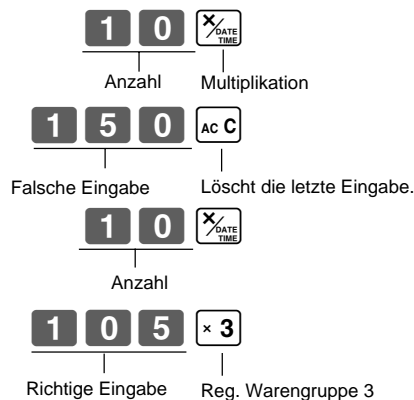 1 0 ×/DATE TIME
Anzahl Multiplikation
1 5 0 AC C
Falsche Eingabe Löscht die letzte Eingabe.
1 0 ×/DATE TIME
Anzahl
1 0 5 × 3
Richtige Eingabe Reg. Warengruppe 3